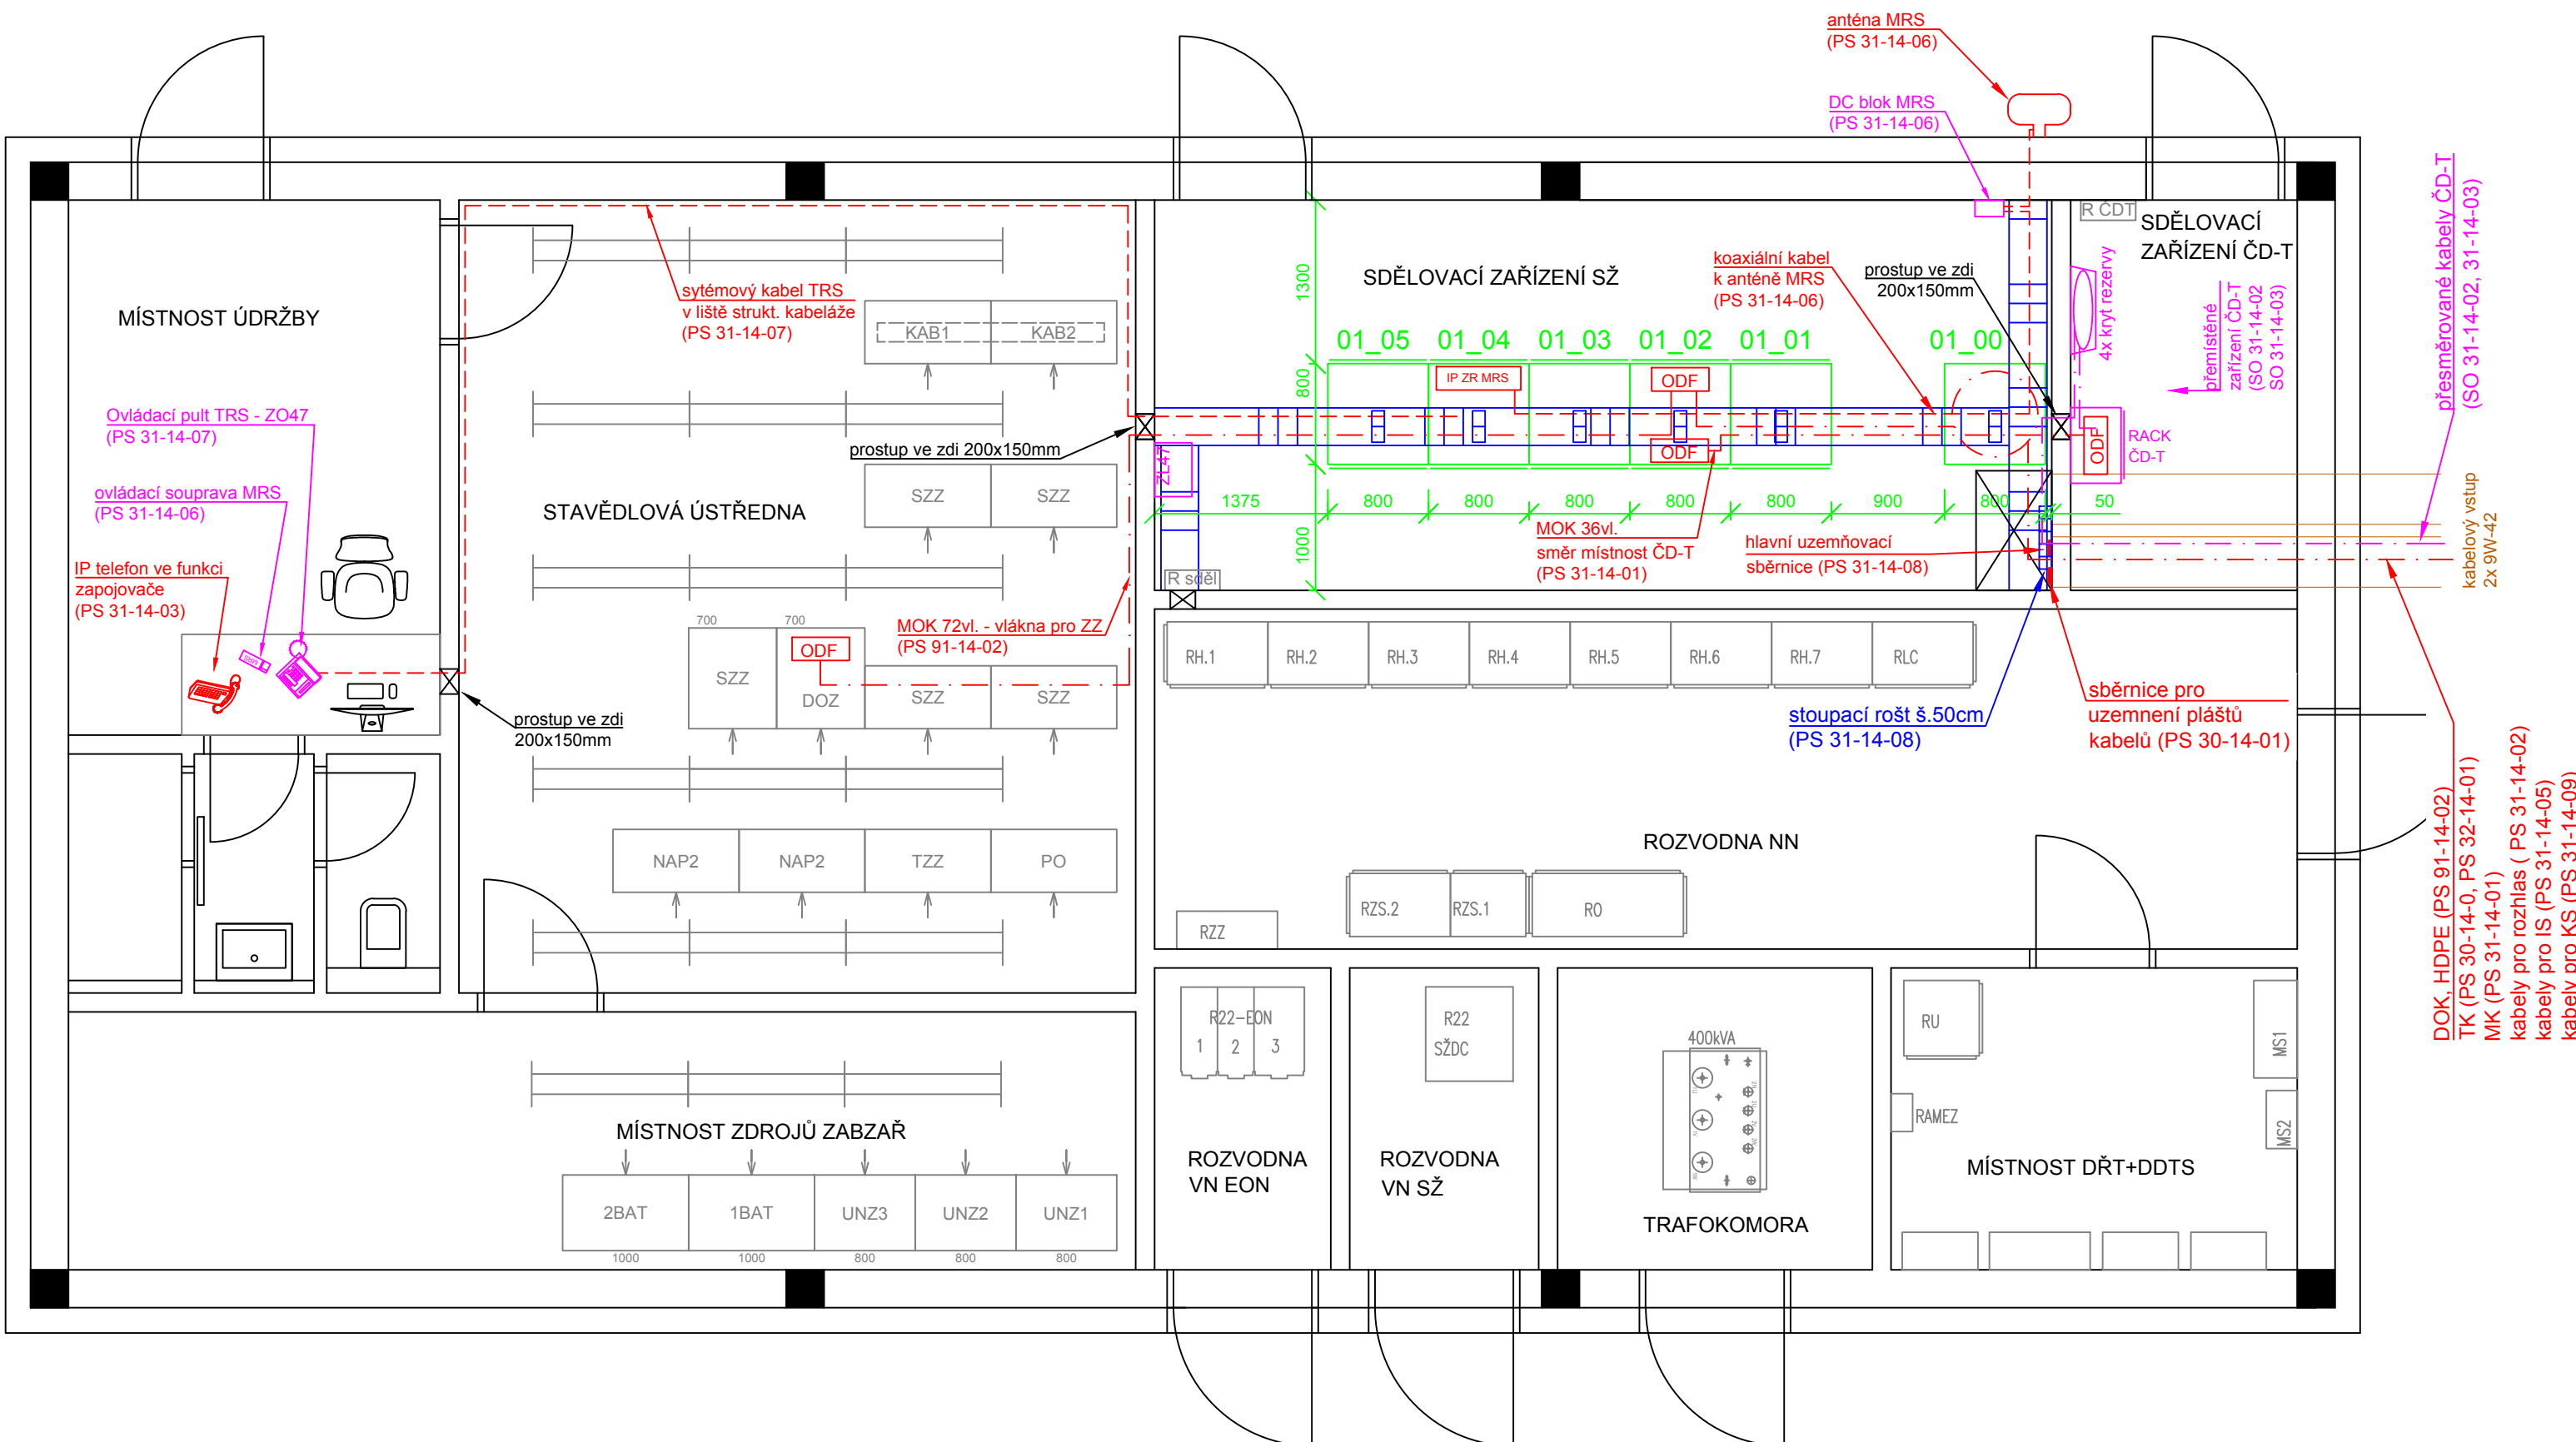 anténa MRS
(PS 31-14-06)
DC blok MRS
(PS 31-14-06)
R ČDT
SDĚLOVACÍ
ZAŘÍZENÍ ČD-T
4x kryt rezervy
přemístěné
zařízení ČD-T
(SO 31-14-02
SO 31-14-03)
přesměrované kabely ČD-T
(SO 31-14-02, 31-14-03)
MÍSTNOST ÚDRŽBY
sytémový kabel TRS
v liště strukt. kabeláže
(PS 31-14-07)
KAB1
KAB2
SDĚLOVACÍ ZAŘÍZENÍ SŽ
koaxiální kabel
k anténě MRS
(PS 31-14-06)
prostup ve zdi
200x150mm
1300
800
1000
01_05
01_04
01_03
01_02
01_01
01_00
IP ZR MRS
ODF
ODF
ODF
RACK
ČD-T
Ovládací pult TRS - ZO47
(PS 31-14-07)
prostup ve zdi 200x150mm
ZL47
ovládací souprava MRS
(PS 31-14-06)
STAVĚDLOVÁ ÚSTŘEDNA
SZZ
SZZ
1375
800
800
800
800
800
900
800
50
kabelový vstup
2x 9W-42
MOK 36vl.
směr místnost ČD-T
(PS 31-14-01)
hlavní uzemňovací
sběrnice (PS 31-14-08)
IP telefon ve funkci
zapojovače
(PS 31-14-03)
R sděl
700
700
MOK 72vl. - vlákna pro ZZ
(PS 91-14-02)
ODF
SZZ
DOZ
SZZ
SZZ
RH.1
RH.2
RH.3
RH.4
RH.5
RH.6
RH.7
RLC
prostup ve zdi
200x150mm
stoupací rošt š.50cm
(PS 31-14-08)
sběrnice pro
uzemnení pláštů
kabelů (PS 30-14-01)
DOK, HDPE (PS 91-14-02)
TK (PS 30-14-0, PS 32-14-01)
MK (PS 31-14-01)
kabely pro rozhlas ( PS 31-14-02)
kabely pro IS (PS 31-14-05)
kabely pro KS (PS 31-14-09)
ROZVODNA NN
NAP2
NAP2
TZZ
PO
RZZ
RZS.2
RZS.1
RO
R22-EON
1
2
3
R22
SŽDC
400kVA
RU
MS1
RAMEZ
MS2
MÍSTNOST ZDROJŮ ZABZAŘ
ROZVODNA
VN EON
ROZVODNA
VN SŽ
TRAFOKOMORA
MÍSTNOST DŘT+DDTS
2BAT
1BAT
UNZ3
UNZ2
UNZ1
1000
1000
800
800
800